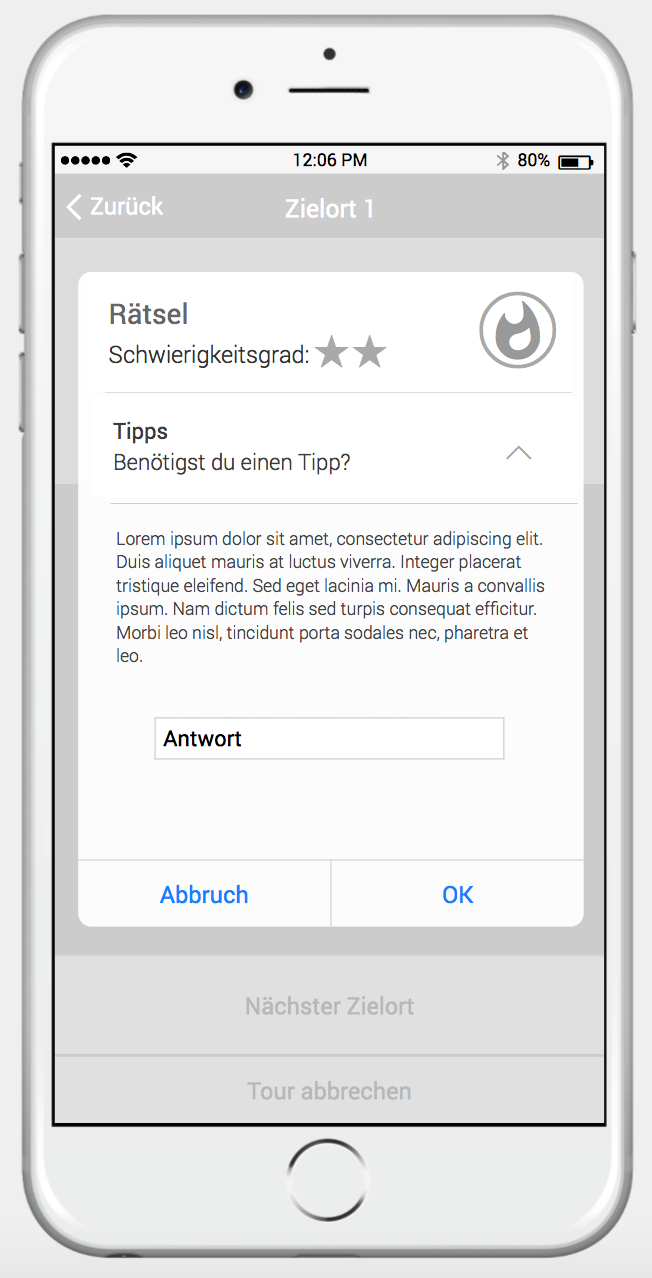 12:06 PM 80%
Zurück Zielort 1
Rätsel
Schwierigkeitsgrad:
Tipps
Benötigst du einen Tipp?
Lorem ipsum dolor sit amet, consectetur adipiscing elit.
Duis aliquet mauris at luctus viverra. Integer placerat
tristique eleifend. Sed eget lacinia mi. Mauris a convallis
ipsum. Nam dictum felis sed turpis consequat efficitur.
Morbi leo nisl, tincidunt porta sodales nec, pharetra et
leo.
Antwort
Abbruch OK
Nächster Zielort
Tour abbrechen